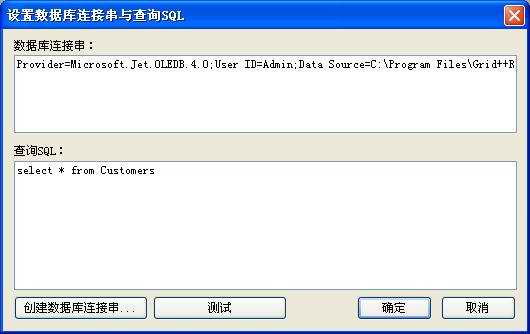 设置数据库连接串与查询SQL
数据库连接串：
Provider=Microsoft.Jet.OLEDB.4.0;User ID=Admin;Data Source=C:\Program Files\Grid++R
查询SQL：
select * from Customers
创建数据库连接串... 测试 确定 取消